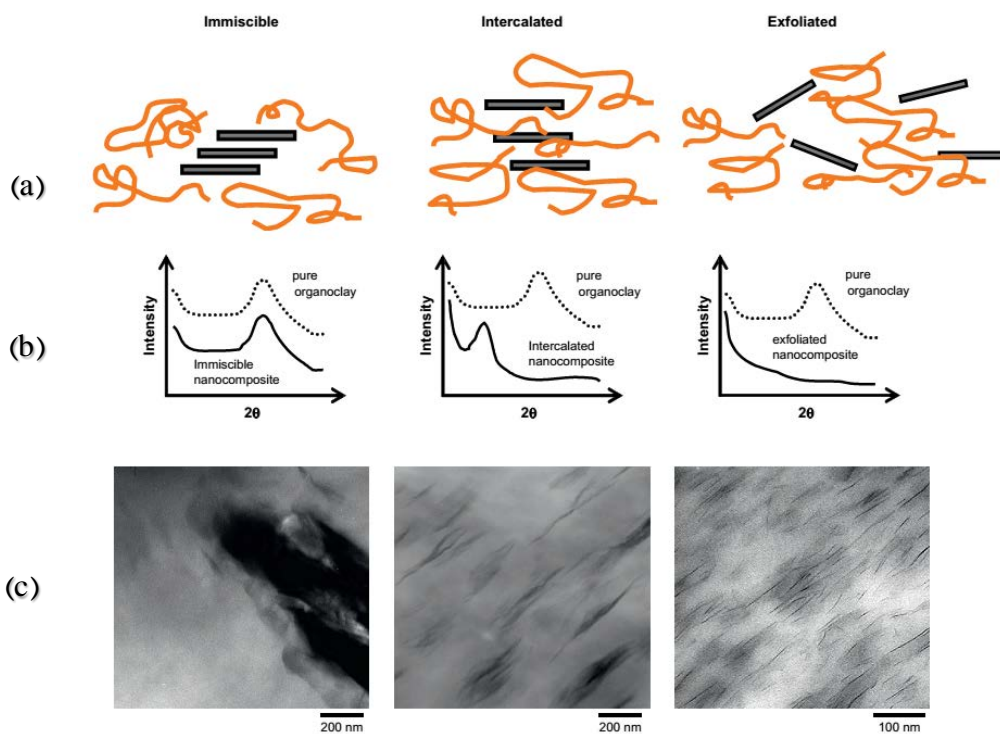 Immiscible
Intercalated
Exfoliated
(a)
(b)
Intensity
pure
organoclay
Immiscible
nanocomposite
2θ
Intensity
pure
organoclay
Intercalated
nanocomposite
2θ
Intensity
pure
organoclay
exfoliated
nanocomposite
2θ
(c)
200 nm
200 nm
100 nm